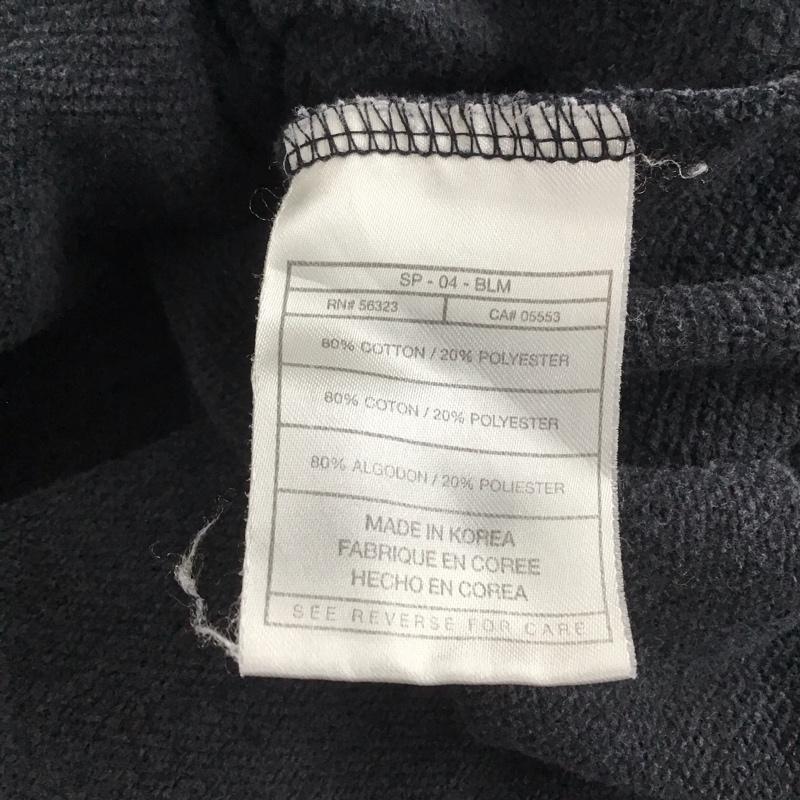 SP - 04 - BLM
RN# 56323 CA# 05553
80% COTTON / 20% POLYESTER
80% COTON / 20% POLYESTER
80% ALGODON / 20% POLIESTER
MADE IN KOREA
FABRIQUE EN COREE
HECHO EN COREA
SEE REVERSE FOR CARE